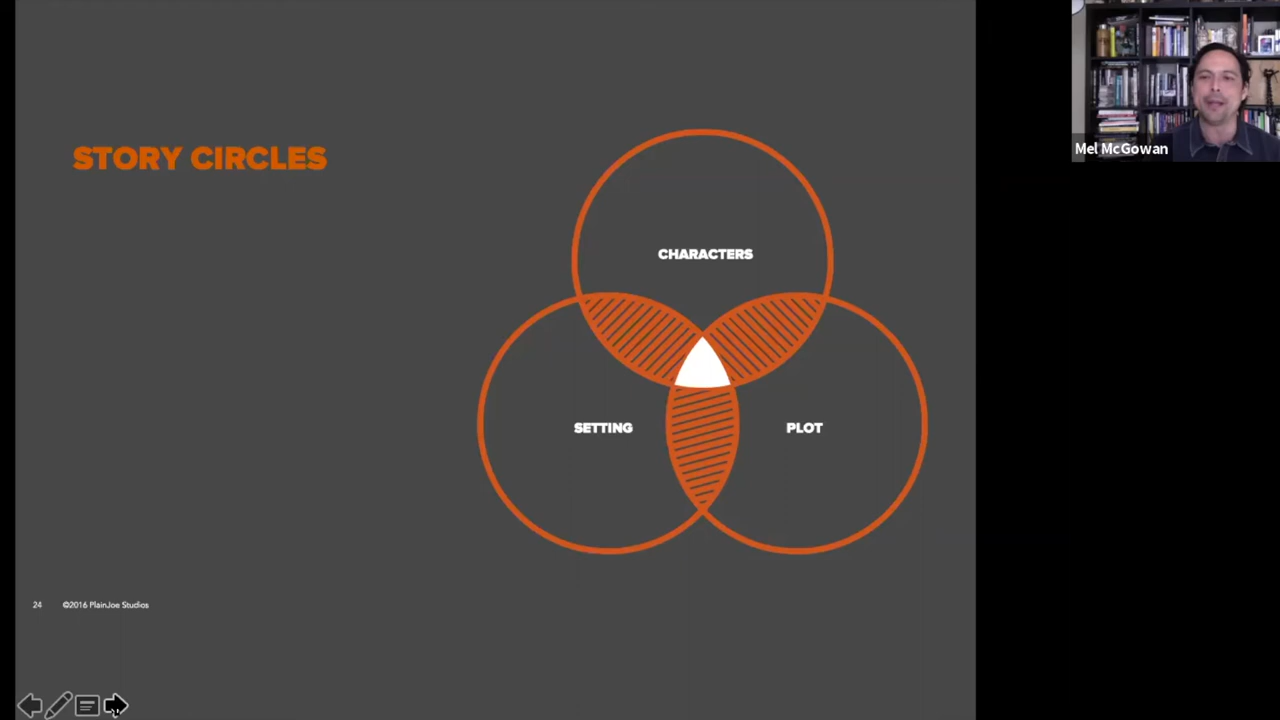 STORY CIRCLES
CHARACTERS
SETTING
PLOT
24 ©2016 PlainJoe Studios
Mel McGowan